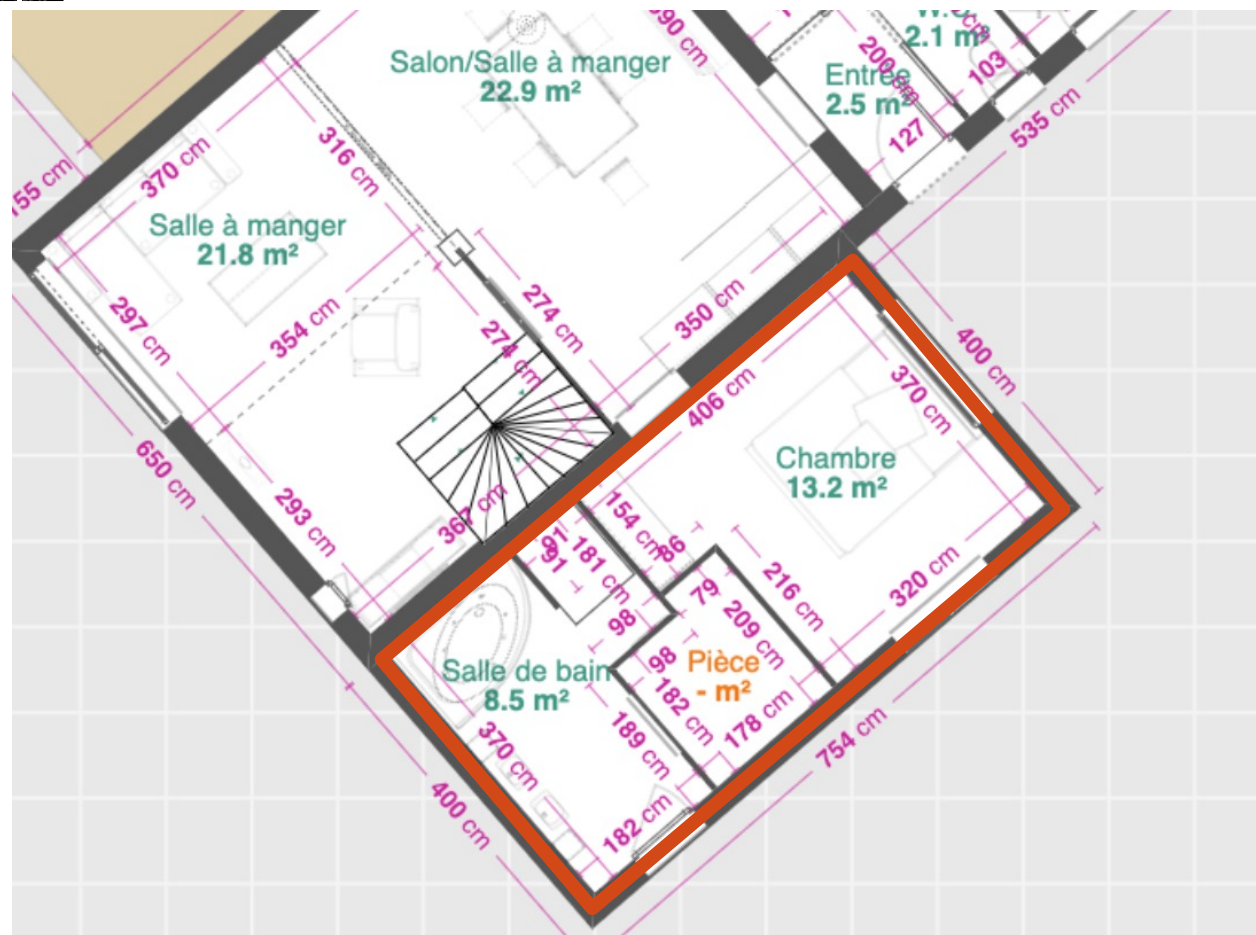 W.C.
2.1 m²
390 cm
200 cm
103
Salon/Salle à manger
22.9 m²
Entrée
2.5 m²
127
535 cm
155 cm
370 cm
316 cm
Salle à manger
21.8 m²
297 cm
354 cm
274 cm
274 cm
350 cm
400 cm
406 cm
370 cm
650 cm
293 cm
367 cm
Chambre
13.2 m²
154 cm
86
91
91
181 cm
98
79
216 cm
320 cm
209 cm
Salle de bain
8.5 m²
98
Pièce
- m²
182 cm
178 cm
189 cm
370 cm
754 cm
400 cm
182 cm